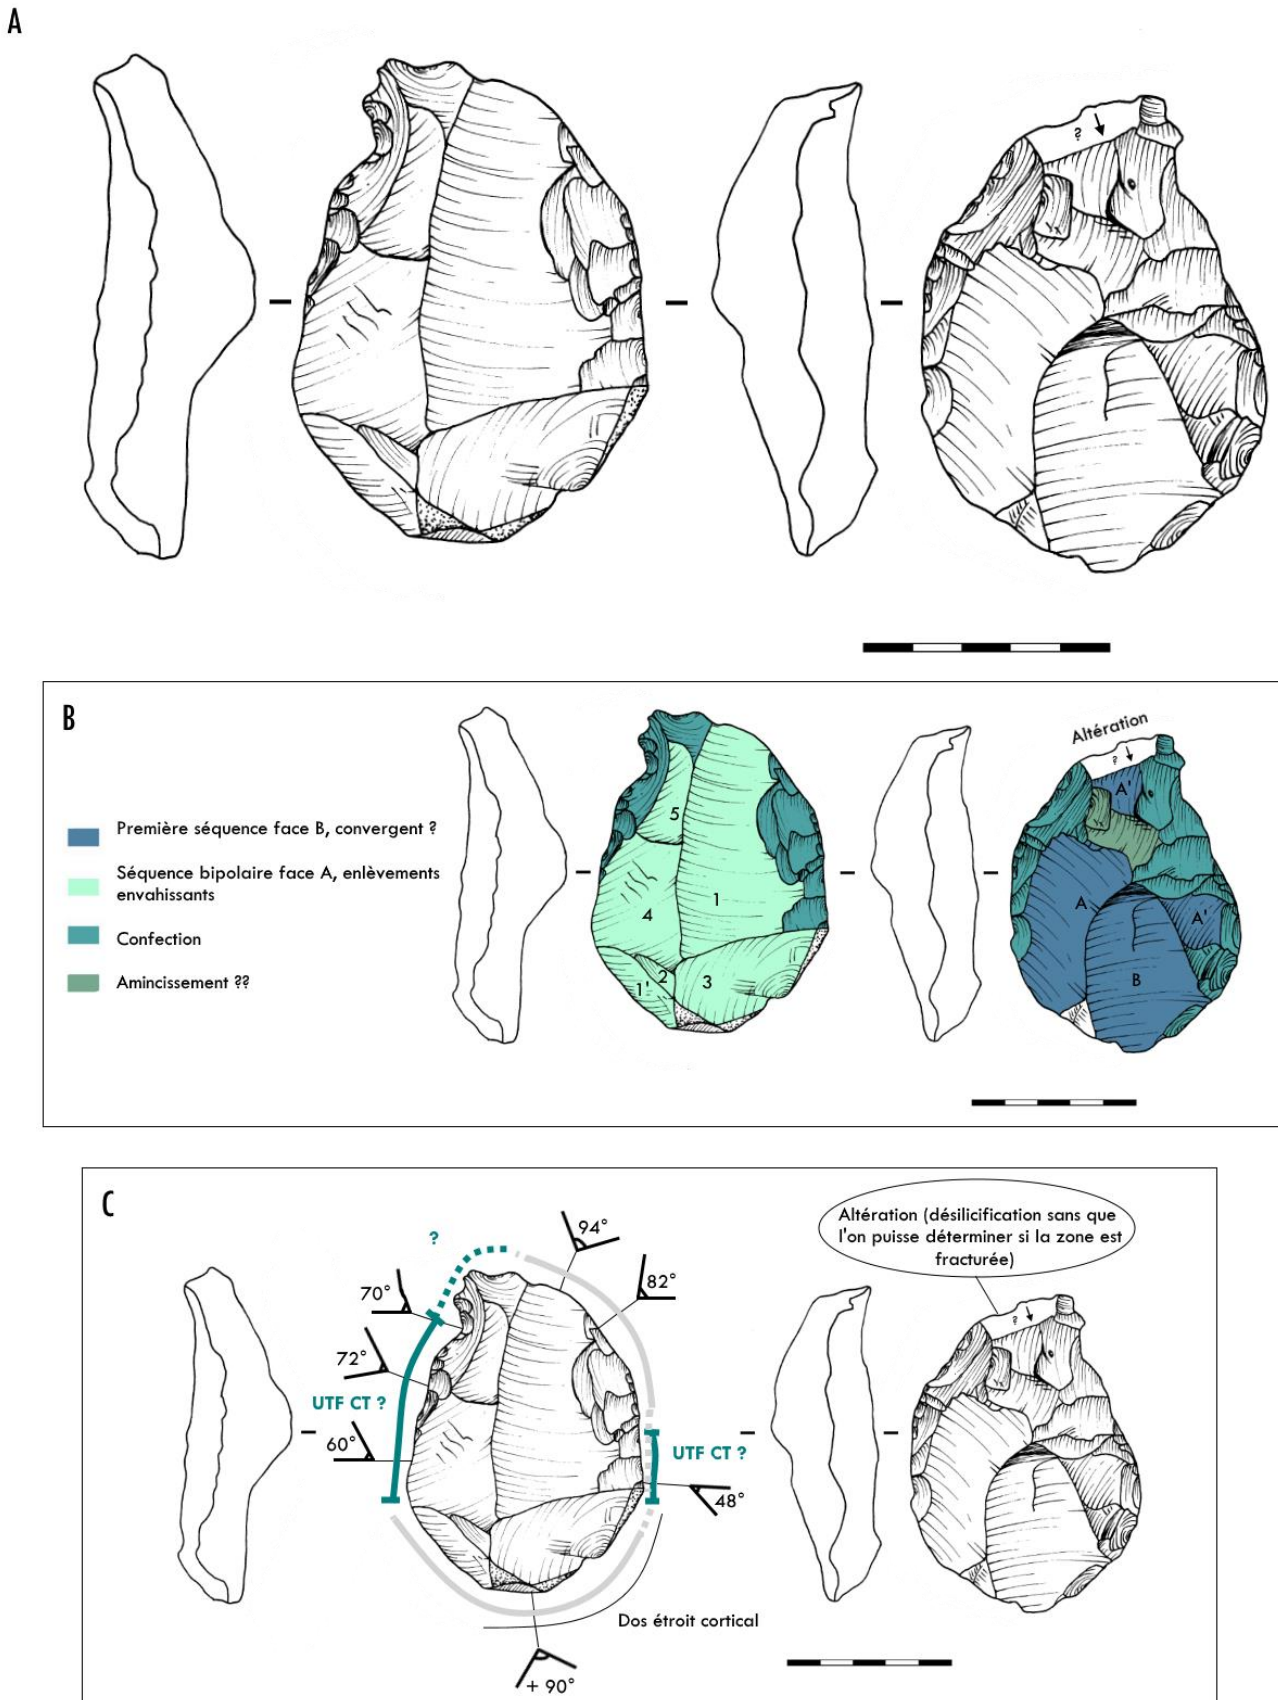 A
?
B
Altération
?
A'
Première séquence face B, convergent ?
Séquence bipolaire face A, enlèvements
envahissants
Confection
Amincissement ??
5
4
1
2
1'
3
A
A'
B
C
Altération (désilicification sans que
l'on puisse déterminer si la zone est
fracturée)
?
94°
82°
70°
72°
UTF CT ?
60°
UTF CT ?
48°
?
Dos étroit cortical
+ 90°